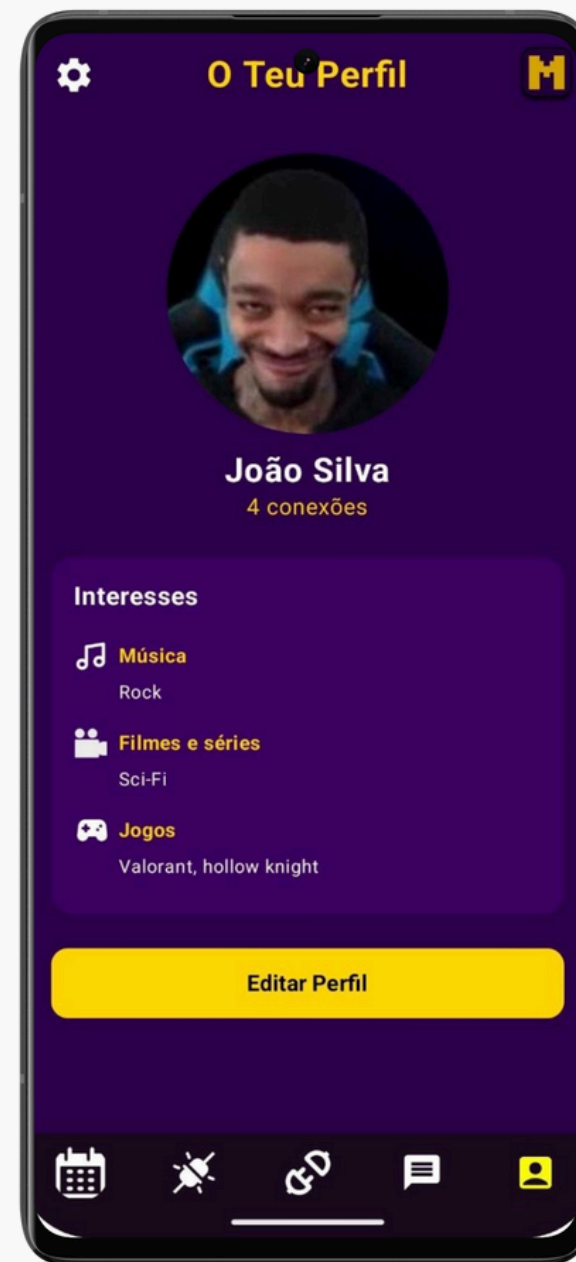 O Teu Perfil
M
João Silva
4 conexões
Interesses
Música
Rock
Filmes e séries
Sci-Fi
Jogos
Valorant, hollow knight
Editar Perfil